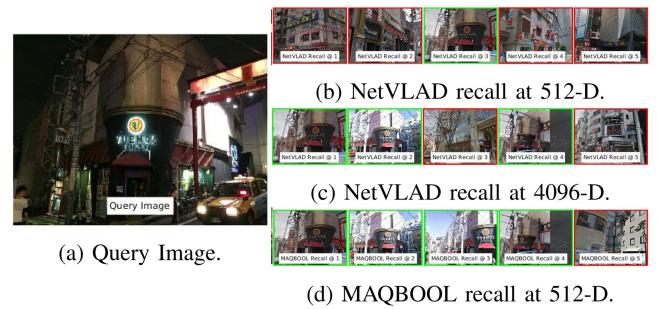 NetVLAD Recall @ 1
NetVLAD Recall @ 2
NetVLAD Recall @ 3
NetVLAD Recall @ 4
NetVLAD Recall @ 5
(b) NetVLAD recall at 512-D.
NetVLAD Recall @ 1
NetVLAD Recall @ 2
NetVLAD Recall @ 3
NetVLAD Recall @ 4
NetVLAD Recall @ 5
(c) NetVLAD recall at 4096-D.
Query Image
(a) Query Image.
MAQBOOL Recall @ 1
MAQBOOL Recall @ 2
MAQBOOL Recall @ 3
MAQBOOL Recall @ 4
MAQBOOL Recall @ 5
(d) MAQBOOL recall at 512-D.